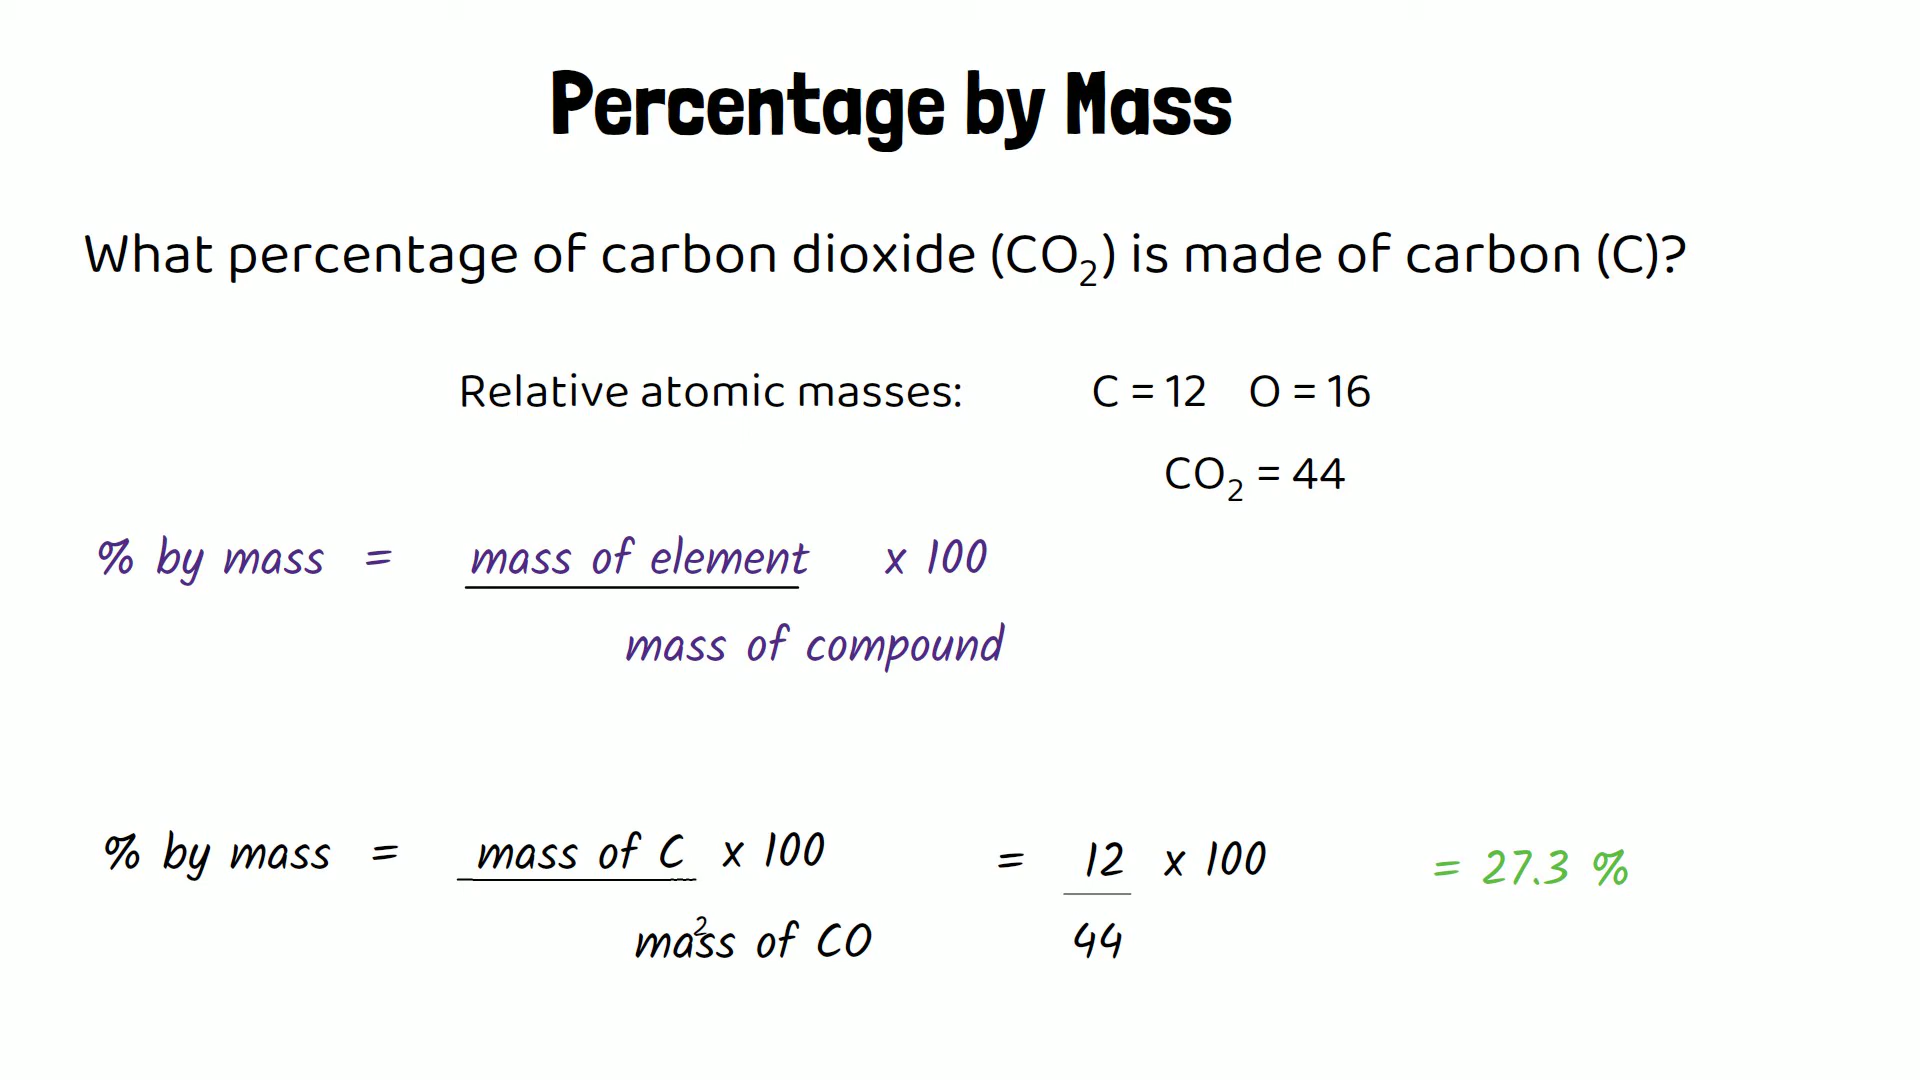 Percentage by Mass
What percentage of carbon dioxide (CO₂) is made of carbon (C)?
Relative atomic masses: C = 12 O = 16
CO₂ = 44
% by mass = mass of element x 100
mass of compound
% by mass = mass of C x 100 = 12 x 100 = 27.3 %
2
mass of CO 44